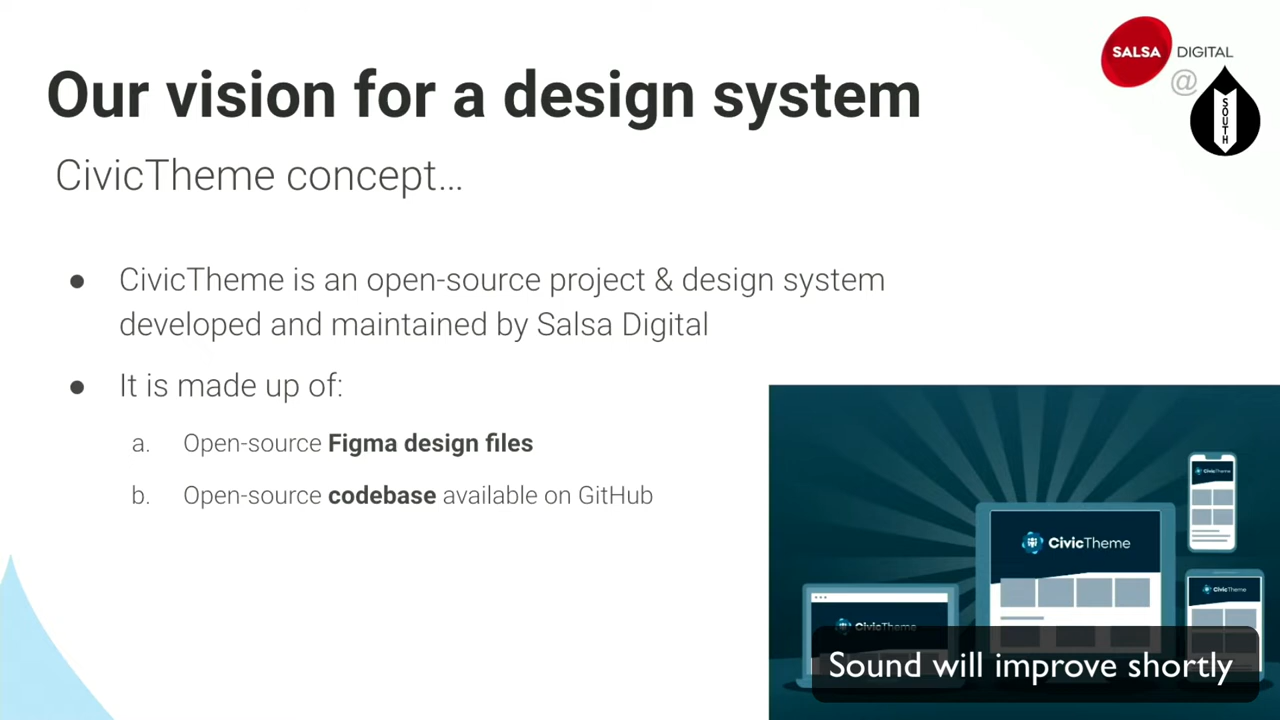 SALSA DIGITAL
@
SOUTH
Our vision for a design system
CivicTheme concept…
● CivicTheme is an open-source project & design system
developed and maintained by Salsa Digital
● It is made up of:
a. Open-source Figma design files
b. Open-source codebase available on GitHub
CivicTheme
CivicTheme
CivicTheme
CivicTheme
Sound will improve shortly